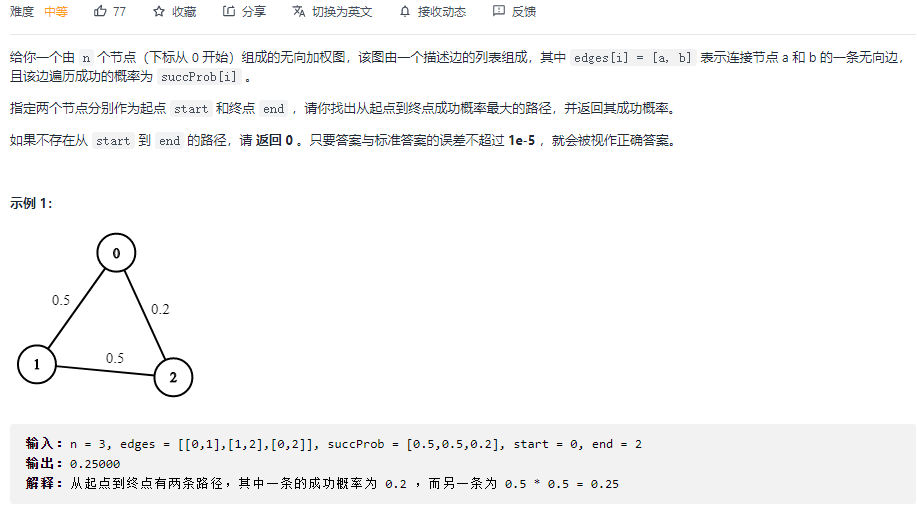 难度 中等 77 收藏 分享 切换为英文 接收动态 反馈
给你一个由 n 个节点（下标从 0 开始）组成的无向加权图，该图由一个描述边的列表组成，其中 edges[i] = [a, b] 表示连接节点 a 和 b 的一条无向边，
且该边遍历成功的概率为 succProb[i] 。
指定两个节点分别作为起点 start 和终点 end ，请你找出从起点到终点成功概率最大的路径，并返回其成功概率。
如果不存在从 start 到 end 的路径，请 返回 0 。只要答案与标准答案的误差不超过 1e-5 ，就会被视作正确答案。
示例 1：
0
0.5
0.2
0.5
1
2
输入：n = 3, edges = [[0,1],[1,2],[0,2]], succProb = [0.5,0.5,0.2], start = 0, end = 2
输出：0.25000
解释：从起点到终点有两条路径，其中一条的成功概率为 0.2 ，而另一条为 0.5 * 0.5 = 0.25